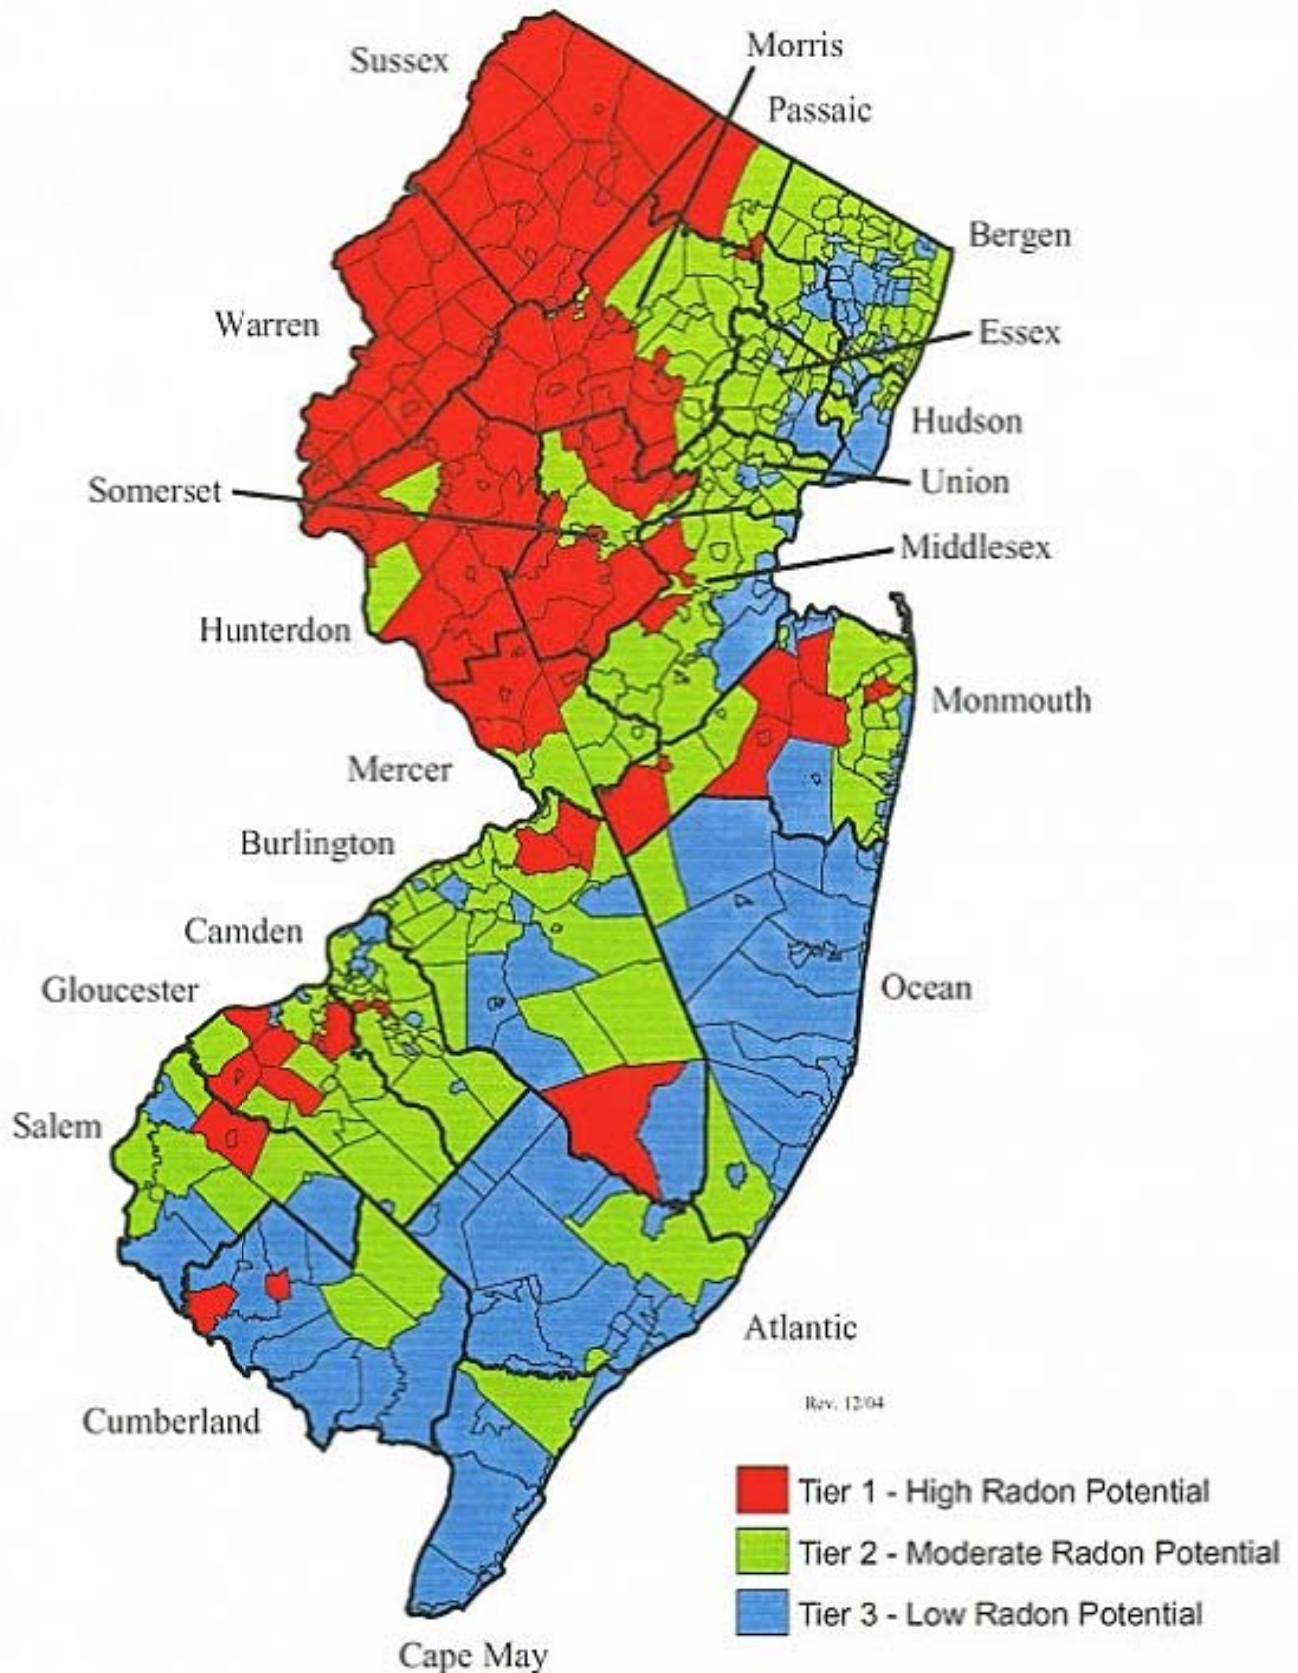 Morris
Sussex
Passaic
Bergen
Warren
Essex
Hudson
Somerset
Union
Middlesex
Hunterdon
Monmouth
Mercer
Burlington
Camden
Gloucester
Ocean
Salem
Atlantic
Rev. 12/04
Cumberland
Tier 1 - High Radon Potential
Tier 2 - Moderate Radon Potential
Tier 3 - Low Radon Potential
Cape May